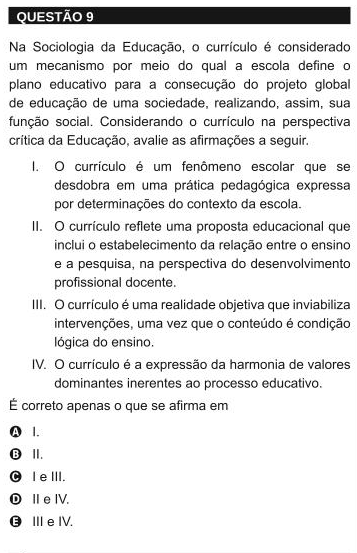 QUESTÃO 9
Na Sociologia da Educação, o currículo é considerado
um mecanismo por meio do qual a escola define o
plano educativo para a consecução do projeto global
de educação de uma sociedade, realizando, assim, sua
função social. Considerando o currículo na perspectiva
crítica da Educação, avalie as afirmações a seguir.
I. O currículo é um fenômeno escolar que se
desdobra em uma prática pedagógica expressa
por determinações do contexto da escola.
II. O currículo reflete uma proposta educacional que
inclui o estabelecimento da relação entre o ensino
e a pesquisa, na perspectiva do desenvolvimento
profissional docente.
III. O currículo é uma realidade objetiva que inviabiliza
intervenções, uma vez que o conteúdo é condição
lógica do ensino.
IV. O currículo é a expressão da harmonia de valores
dominantes inerentes ao processo educativo.
É correto apenas o que se afirma em
A I.
B II.
C I e III.
D II e IV.
E III e IV.